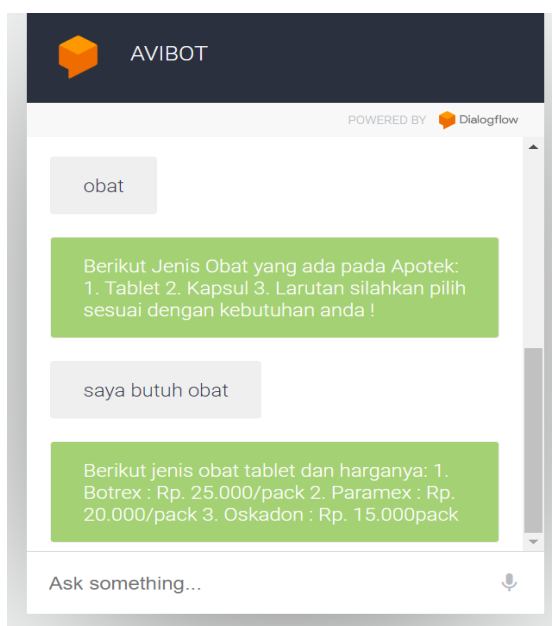 AVIBOT
POWERED BY Dialogflow
obat
Berikut Jenis Obat yang ada pada Apotek:
1. Tablet 2. Kapsul 3. Larutan silahkan pilih
sesuai dengan kebutuhan anda !
saya butuh obat
Berikut jenis obat tablet dan harganya: 1.
Botrex : Rp. 25.000/pack 2. Paramex : Rp.
20.000/pack 3. Oskadon : Rp. 15.000pack
Ask something...